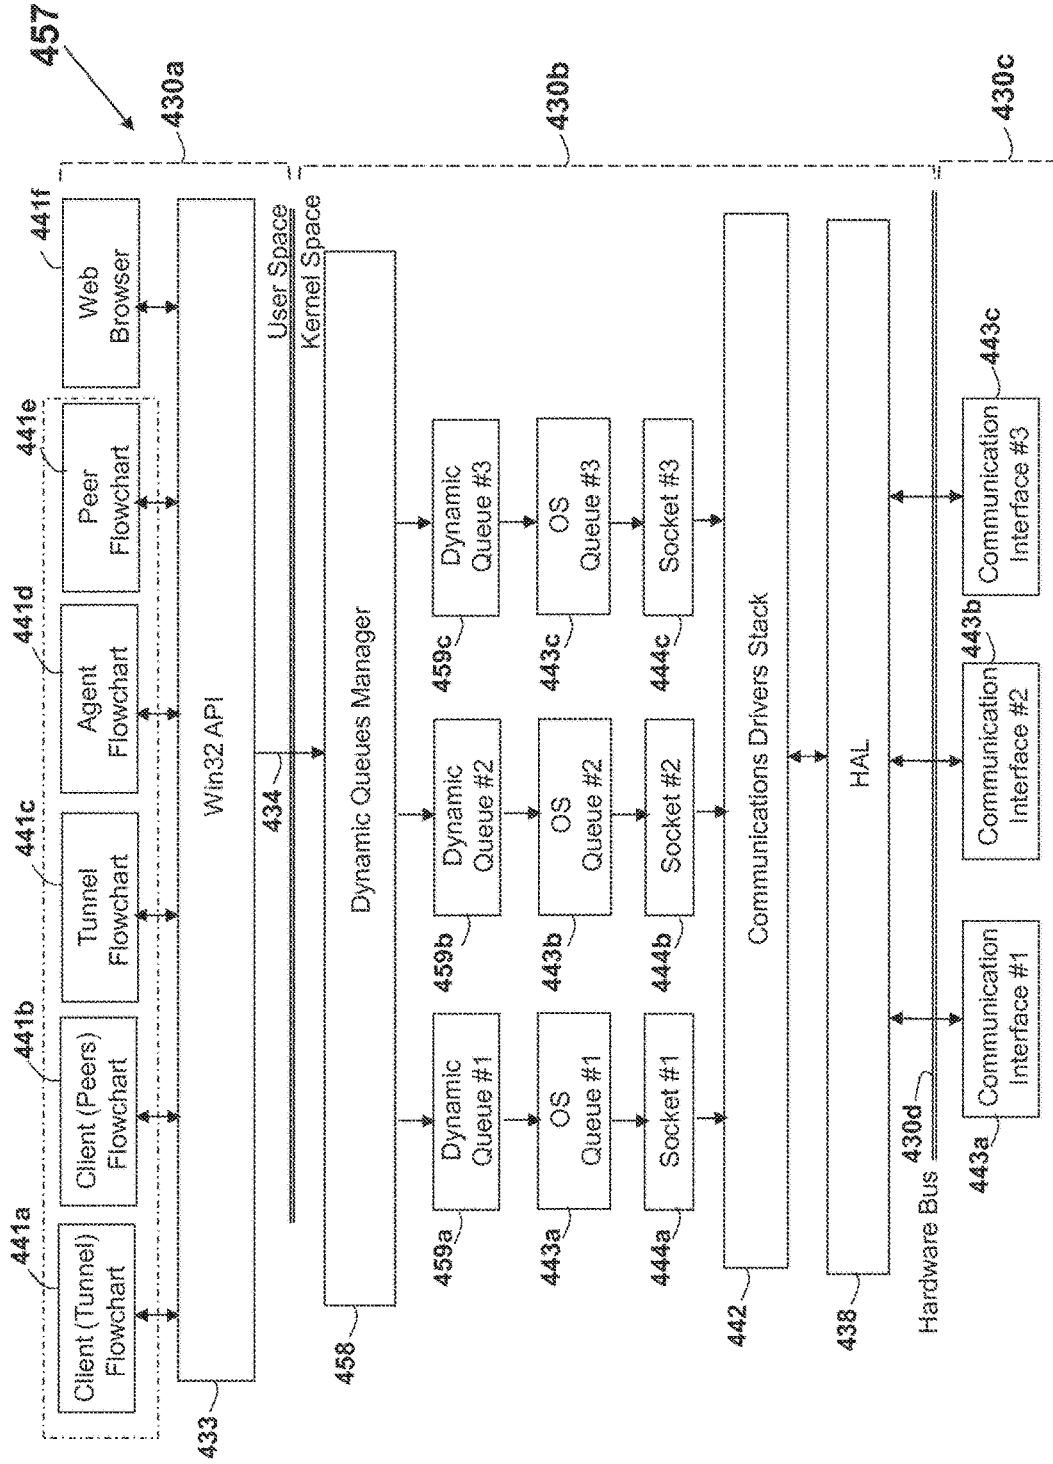 457
441a
441b
441c
441d
441e
441f
430a
Client (Tunnel)
Flowchart
Client (Peers)
Flowchart
Tunnel
Flowchart
Agent
Flowchart
Peer
Flowchart
Web
Browser
433
Win32 API
434
User Space
Kernel Space
458
Dynamic Queues Manager
430b
459a
Dynamic
Queue #1
459b
Dynamic
Queue #2
459c
Dynamic
Queue #3
443a
OS
Queue #1
443b
OS
Queue #2
443c
OS
Queue #3
444a
Socket #1
444b
Socket #2
444c
Socket #3
442
Communications Drivers Stack
438
HAL
Hardware Bus
430d
430c
443a
Communication
Interface #1
443b
Communication
Interface #2
443c
Communication
Interface #3